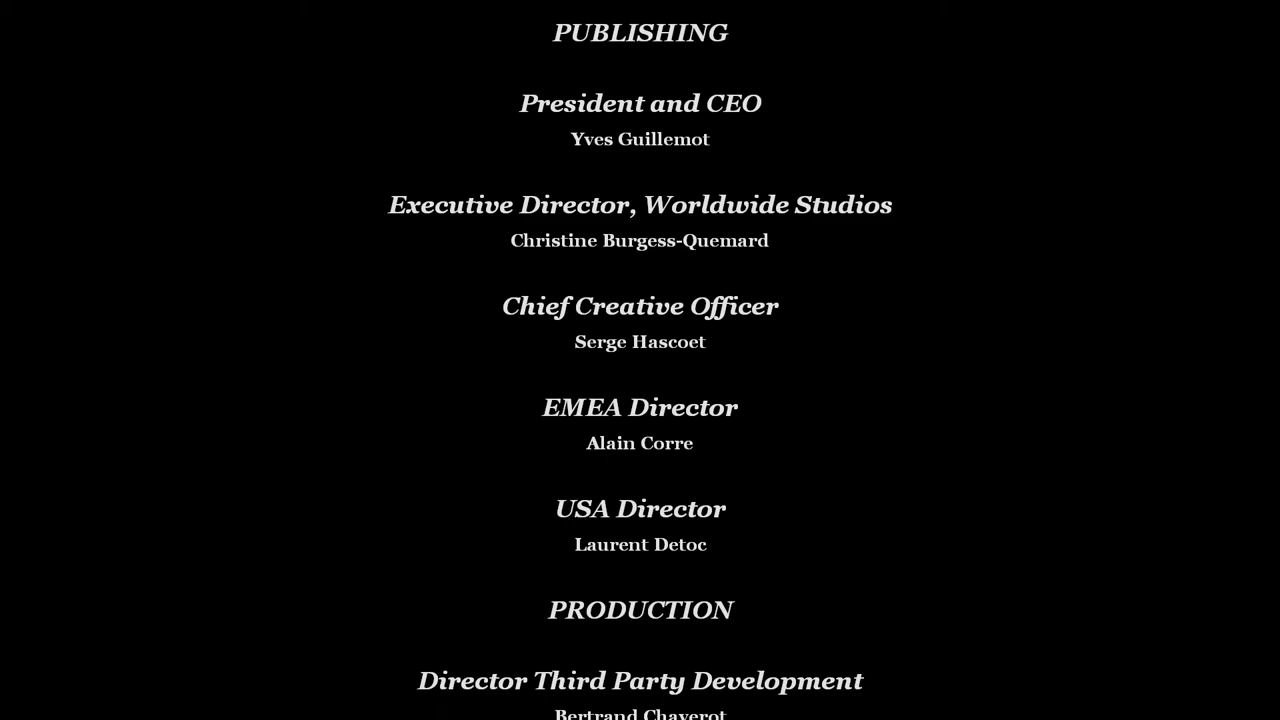 PUBLISHING
President and CEO
Yves Guillemot
Executive Director, Worldwide Studios
Christine Burgess-Quemard
Chief Creative Officer
Serge Hascoet
EMEA Director
Alain Corre
USA Director
Laurent Detoc
PRODUCTION
Director Third Party Development
Bertrand Chaverot